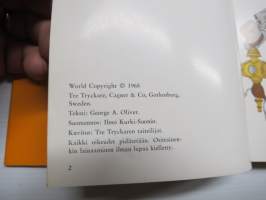 World Copyright © 1966
Tre Tryckare, Cagner & Co, Gothenburg,
Sweden.
Teksti: George A. Oliver.
Suomennos: Ilmo Kurki-Suonio.
Kuvitus: Tre Tryckaren taiteilijat.
Kaikki oikeudet pidätetään. Osittainen-
kin lainaaminen ilman lupaa kielletty.
2